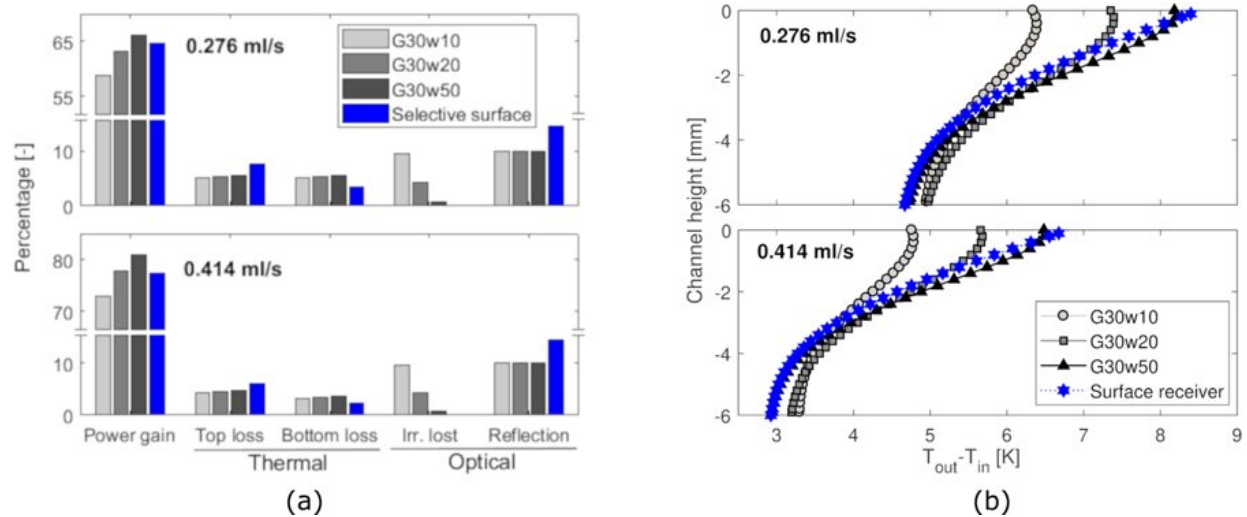 65
55
10
0
0.276 ml/s
G30w10
G30w20
G30w50
Selective surface
Percentage [-]
80
70
10
0
0.414 ml/s
Power gain Top loss Bottom loss Irr. lost Reflection
Thermal Optical
(a)
0
-2
-4
-6
0.276 ml/s
Channel height [mm]
0
-2
-4
-6
0.414 ml/s
G30w10
G30w20
G30w50
Surface receiver
3 4 5 6 7 8 9
T_out-T_in [K]
(b)